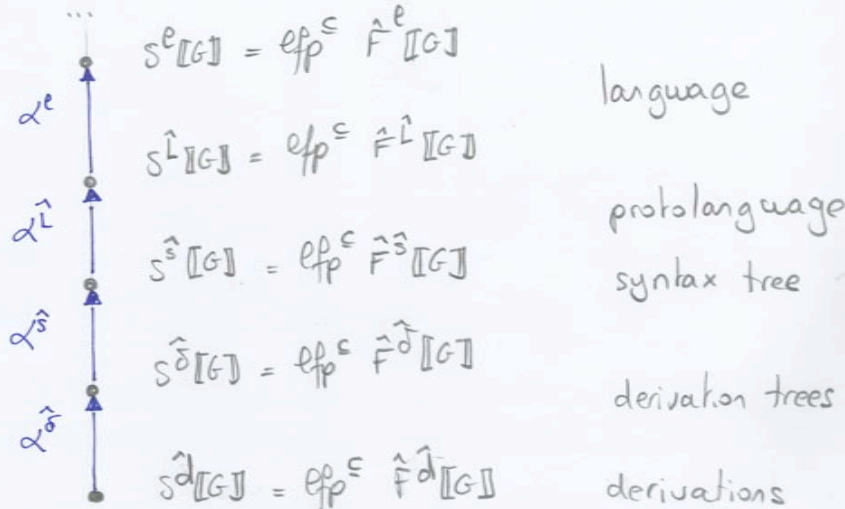 ...
S^ℓ⟦G⟧ = ℓfp^⊆ F̂^ℓ⟦G⟧
language
α^ℓ
S^L̂⟦G⟧ = ℓfp^⊆ F̂^L̂⟦G⟧
protolanguage
α^L̂
S^ŝ⟦G⟧ = ℓfp^⊆ F̂^ŝ⟦G⟧
syntax tree
α^ŝ
S^δ̂⟦G⟧ = ℓfp^⊆ F̂^δ̂⟦G⟧
derivation trees
α^δ̂
S^d̂⟦G⟧ = ℓfp^⊆ F̂^d̂⟦G⟧
derivations